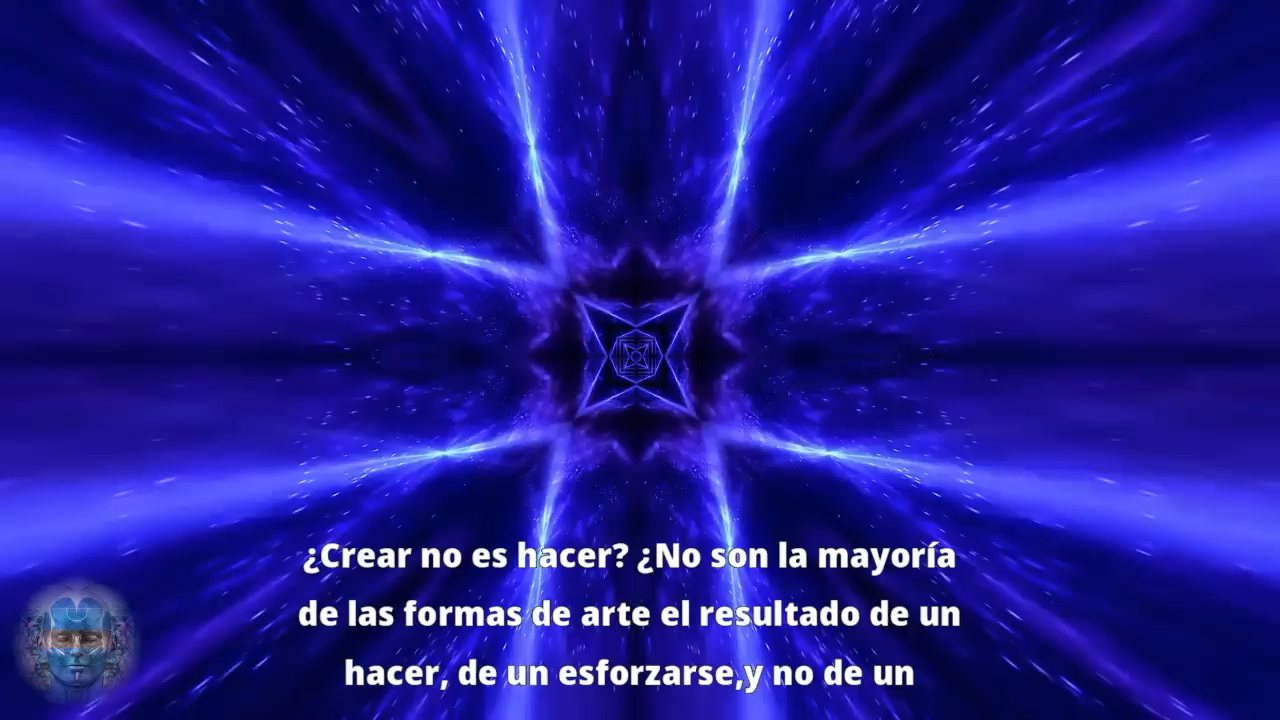 ¿Crear no es hacer? ¿No son la mayoría
de las formas de arte el resultado de un
hacer, de un esforzarse,y no de un